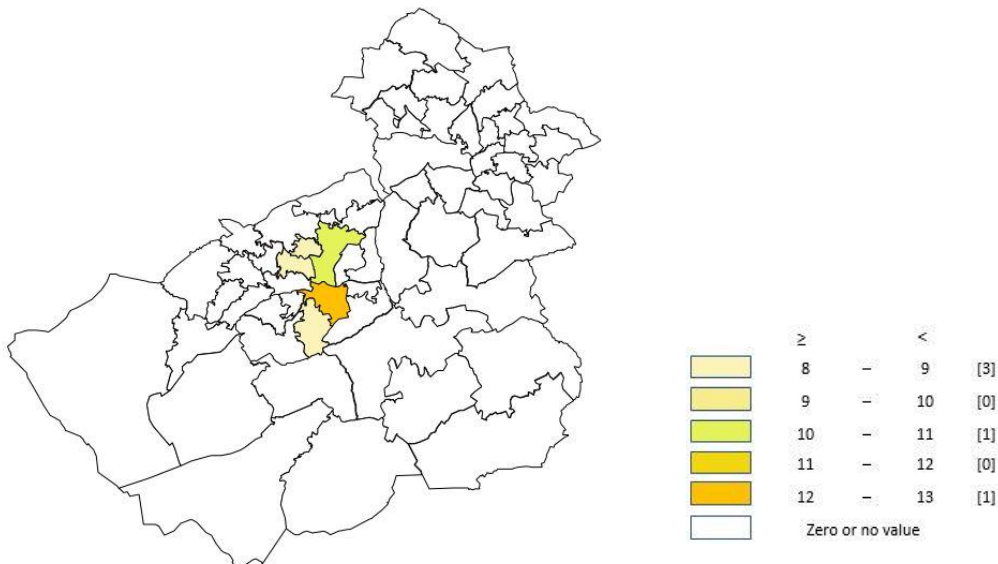 ≥ <
8 – 9 [3]
9 – 10 [0]
10 – 11 [1]
11 – 12 [0]
12 – 13 [1]
Zero or no value